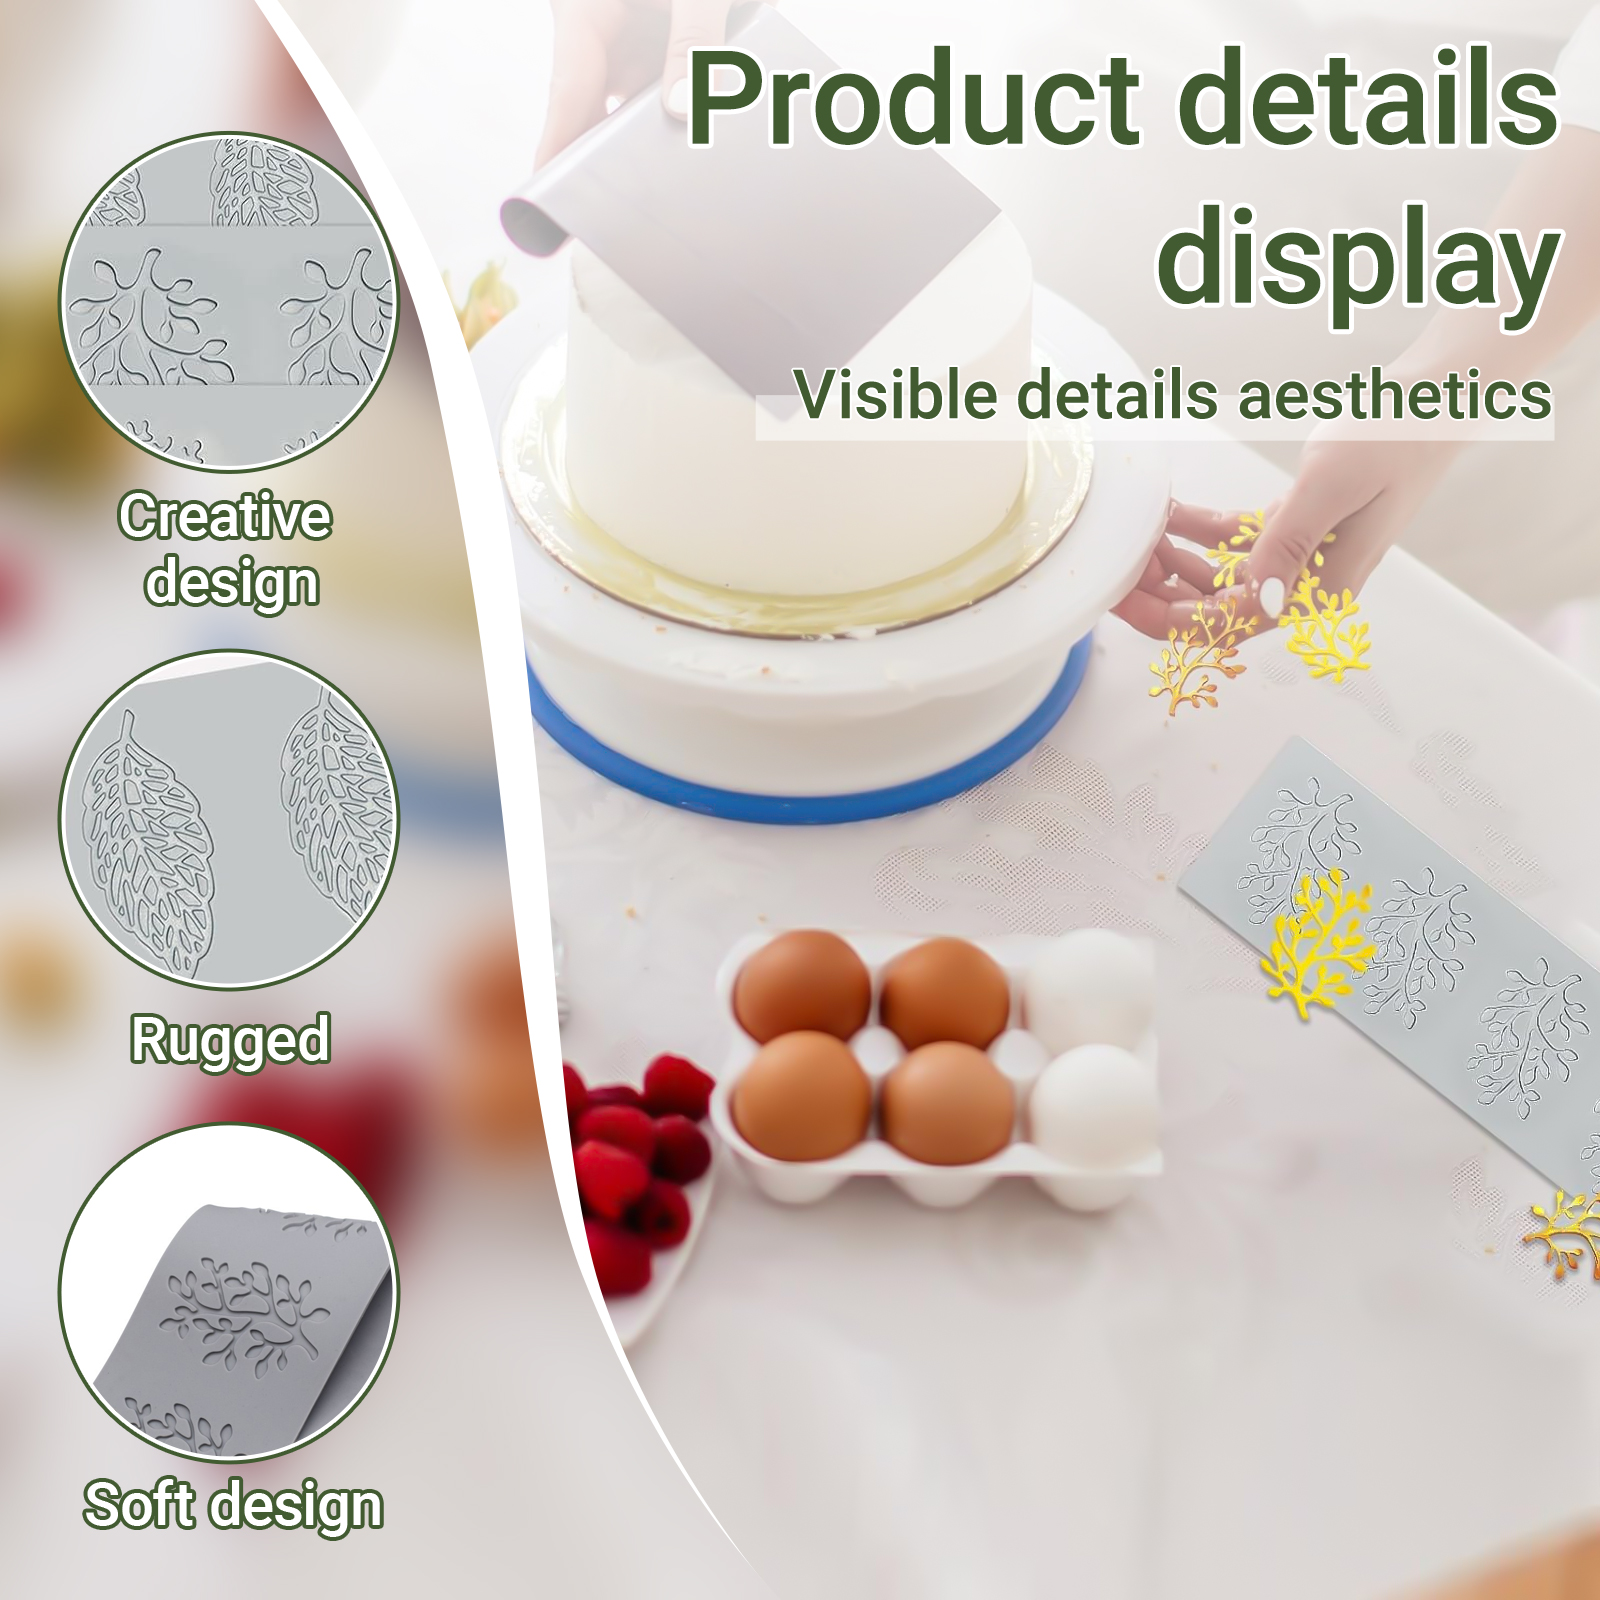 Product details
display
Visible details aesthetics
Creative
design
Rugged
Soft design